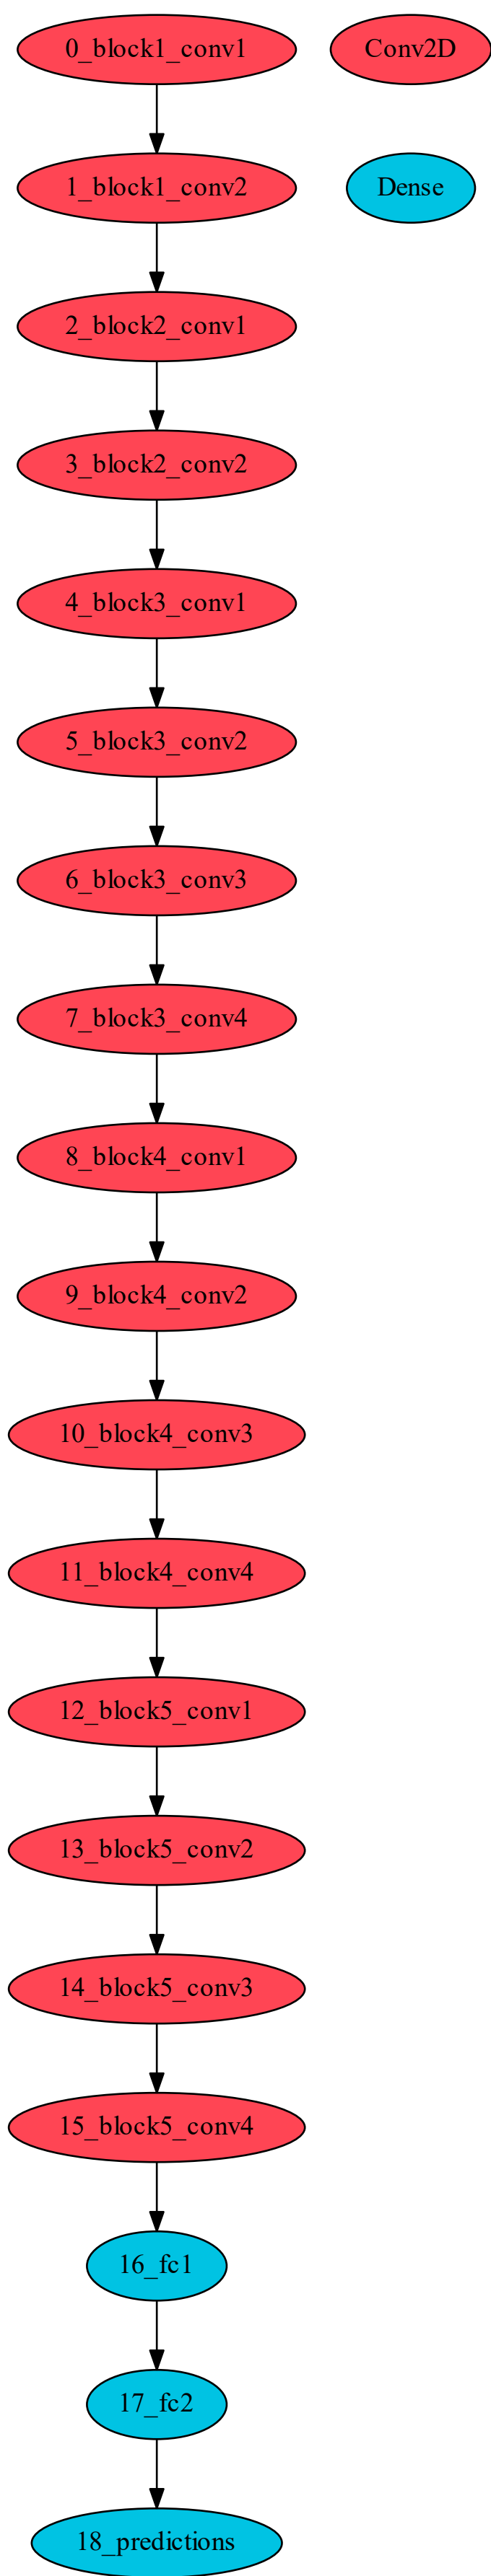 0_block1_conv1
Conv2D
1_block1_conv2
Dense
2_block2_conv1
3_block2_conv2
4_block3_conv1
5_block3_conv2
6_block3_conv3
7_block3_conv4
8_block4_conv1
9_block4_conv2
10_block4_conv3
11_block4_conv4
12_block5_conv1
13_block5_conv2
14_block5_conv3
15_block5_conv4
16_fc1
17_fc2
18_predictions